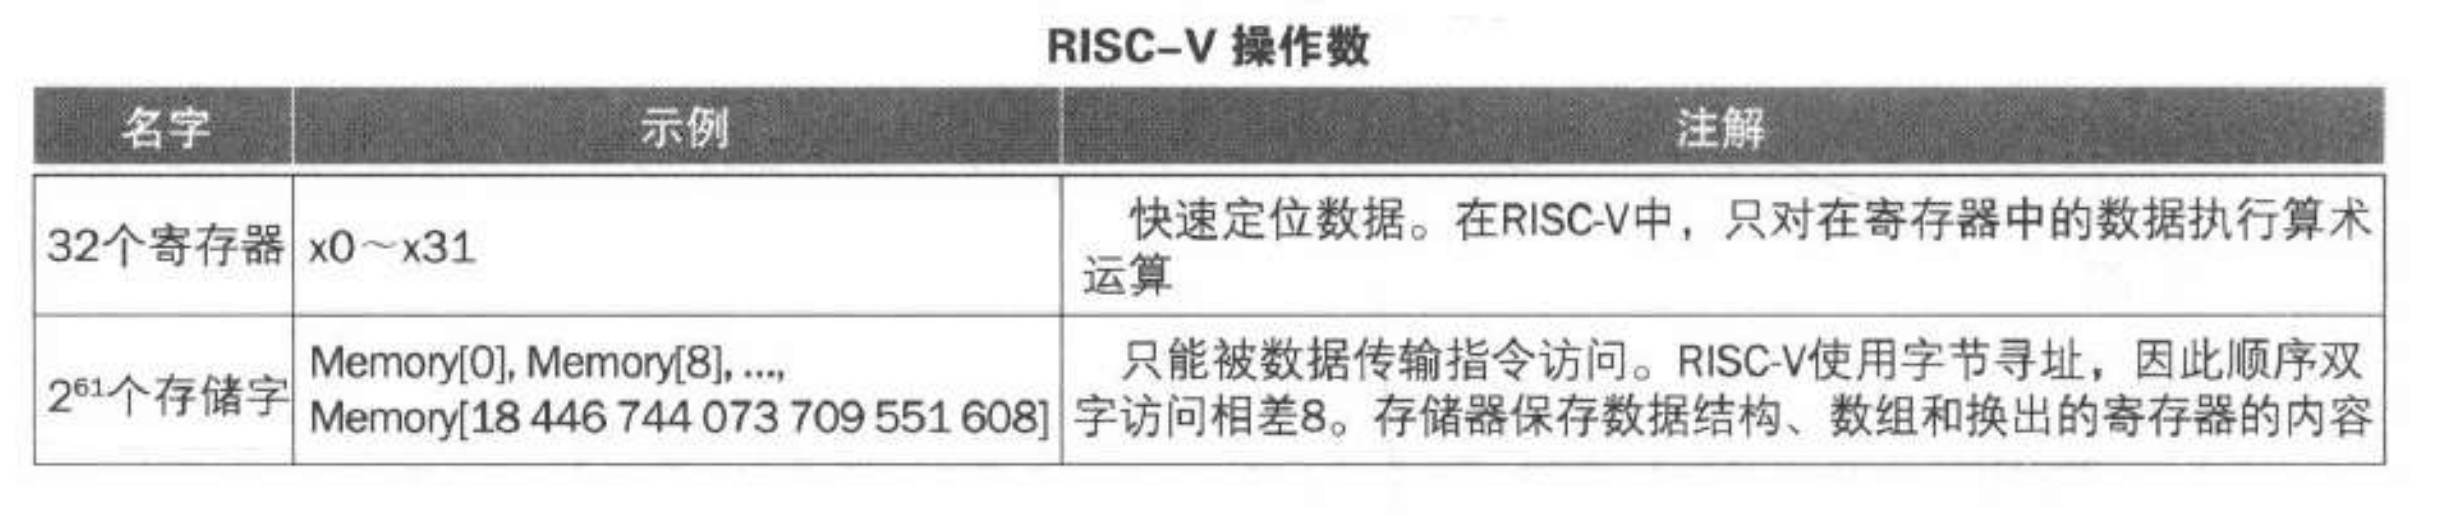 RISC-V 操作数
名字 示例 注解
32个寄存器 x0～x31 快速定位数据。在RISC-V中，只对在寄存器中的数据执行算术
运算
2⁶¹个存储字 Memory[0], Memory[8], ...,
Memory[18 446 744 073 709 551 608]
只能被数据传输指令访问。RISC-V使用字节寻址，因此顺序双
字访问相差8。存储器保存数据结构、数组和换出的寄存器的内容